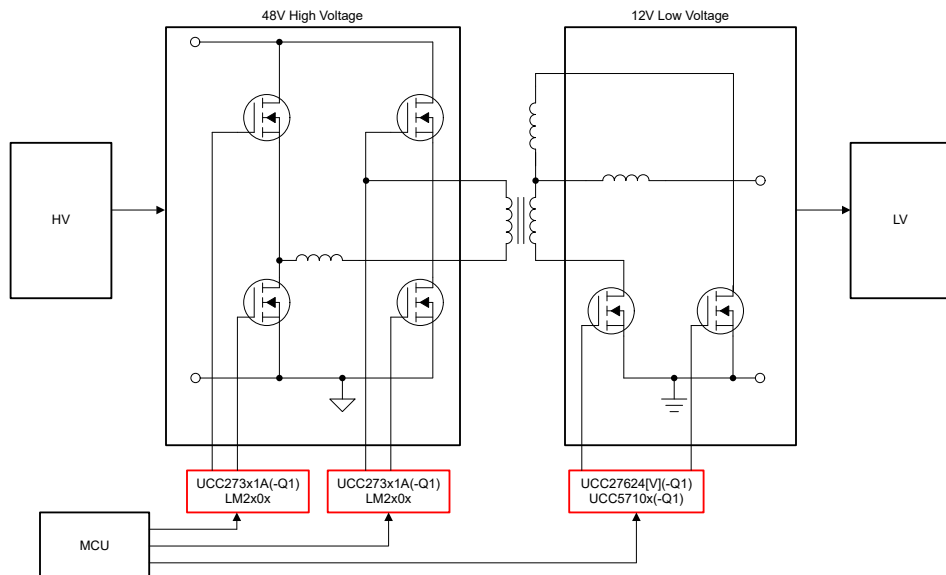 48V High Voltage
12V Low Voltage
HV
LV
UCC273x1A(-Q1)
LM2x0x
UCC273x1A(-Q1)
LM2x0x
UCC27624[V](-Q1)
UCC5710x(-Q1)
MCU